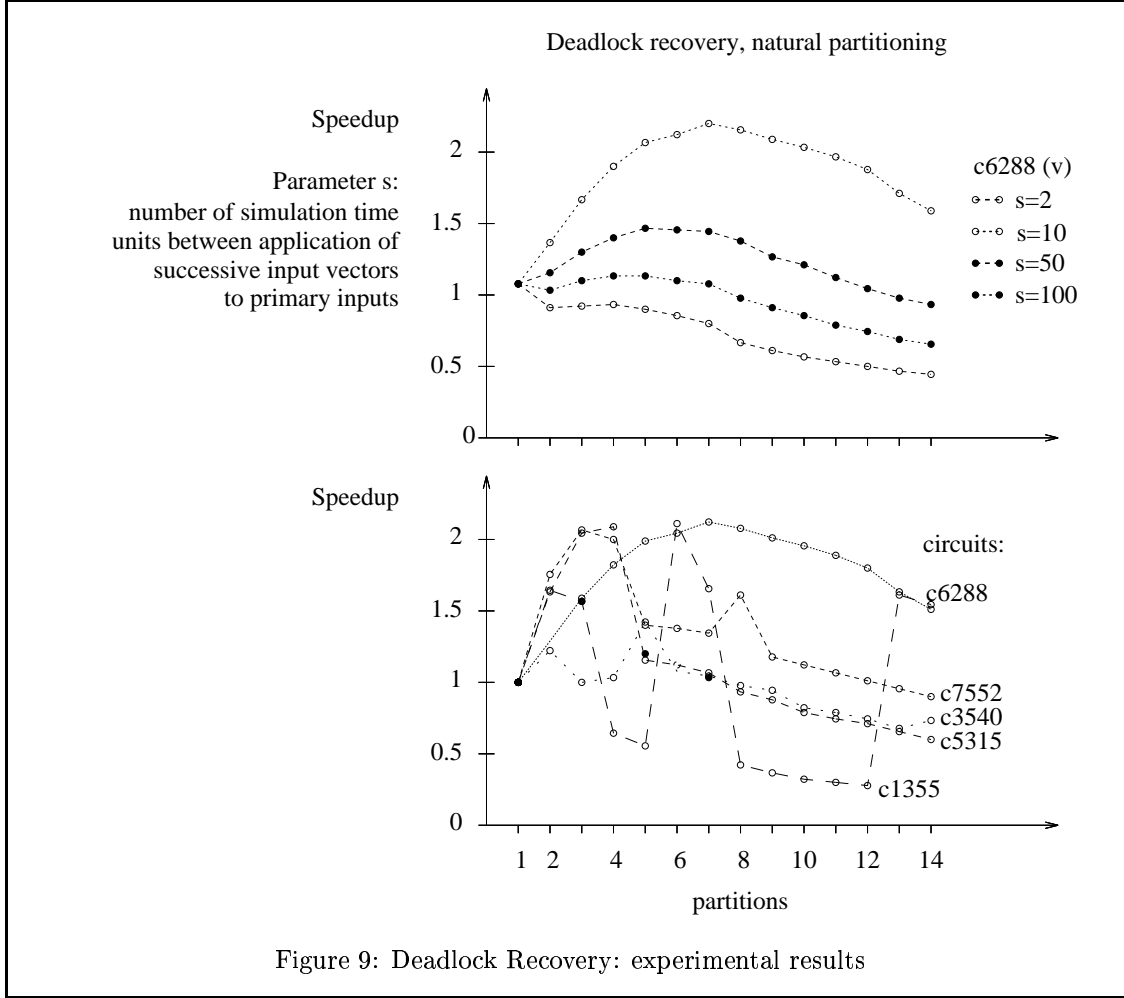 Deadlock recovery, natural partitioning
Speedup
Parameter s:
number of simulation time
units between application of
successive input vectors
to primary inputs
2
1.5
1
0.5
0
c6288 (v)
s=2
s=10
s=50
s=100
Speedup
2
1.5
1
0.5
0
circuits:
c6288
c7552
c3540
c5315
c1355
1 2 4 6 8 10 12 14
partitions
Figure 9: Deadlock Recovery: experimental results